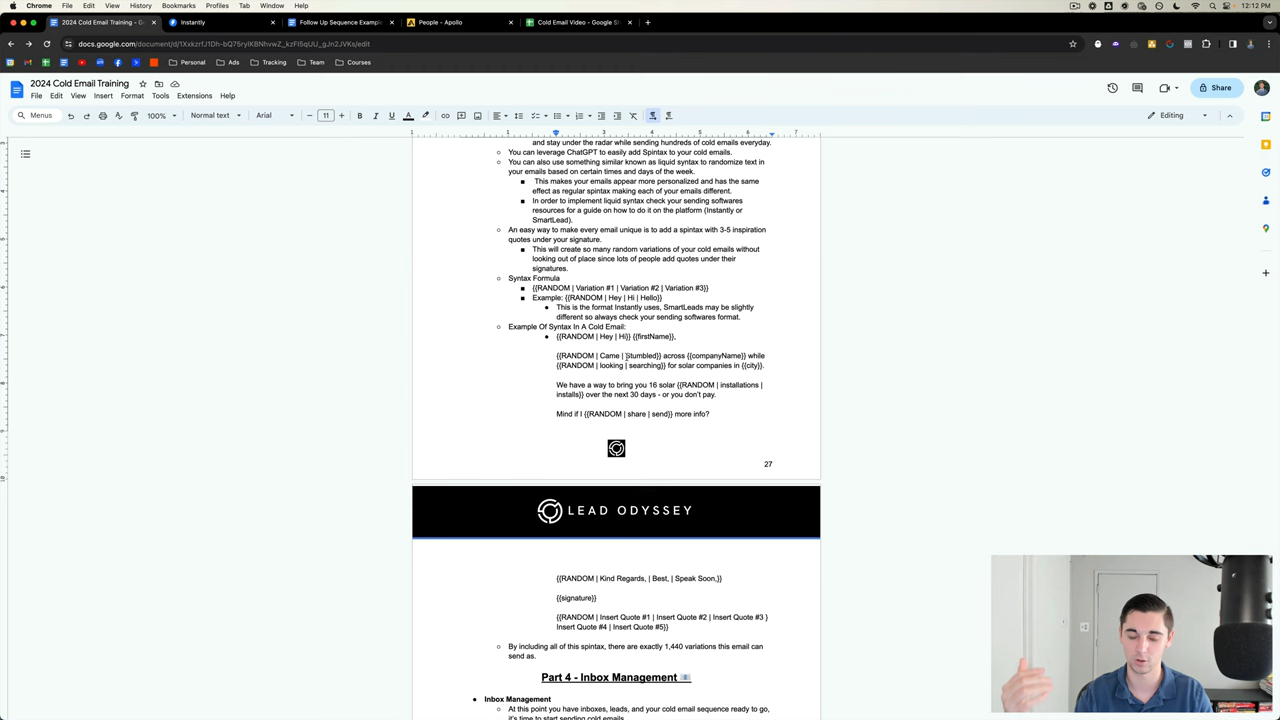 Chrome File Edit View History Bookmarks Profiles Tab Window Help
12:12 PM
2024 Cold Email Training - G
Instantly
Follow Up Sequence Exampl
People - Apollo
Cold Email Video - Google Sh
Personal Ads Tracking Team Courses
2024 Cold Email Training
File Edit View Insert Format Tools Extensions Help
Share
Menus 100% Normal text Arial 11 Editing
and stay under the radar while sending hundreds of cold emails everyday.
○ You can leverage ChatGPT to easily add Spintax to your cold emails.
○ You can also use something similar known as liquid syntax to randomize text in
your emails based on certain times and days of the week.
■ This makes your emails appear more personalized and has the same
effect as regular spintax making each of your emails different.
■ In order to implement liquid syntax check your sending softwares
resources for a guide on how to do it on the platform (Instantly or
SmartLead).
○ An easy way to make every email unique is to add a spintax with 3-5 inspiration
quotes under your signature.
■ This will create so many random variations of your cold emails without
looking out of place since lots of people add quotes under their
signatures.
○ Syntax Formula
■ {{RANDOM | Variation #1 | Variation #2 | Variation #3}}
■ Example: {{RANDOM | Hey | Hi | Hello}}
● This is the format Instantly uses, SmartLeads may be slightly
different so always check your sending softwares format.
○ Example Of Syntax In A Cold Email:
● {{RANDOM | Hey | Hi}} {{firstName}},
{{RANDOM | Came | Stumbled}} across {{companyName}} while
{{RANDOM | looking | searching}} for solar companies in {{city}}.
We have a way to bring you 16 solar {{RANDOM | installations |
installs}} over the next 30 days - or you don't pay.
Mind if I {{RANDOM | share | send}} more info?
27
LEAD ODYSSEY
{{RANDOM | Kind Regards, | Best, | Speak Soon,}}
{{signature}}
{{RANDOM | Insert Quote #1 | Insert Quote #2 | Insert Quote #3 }
Insert Quote #4 | Insert Quote #5}}
○ By including all of this spintax, there are exactly 1,440 variations this email can
send as.
Part 4 - Inbox Management
● Inbox Management
○ At this point you have inboxes, leads, and your cold email sequence ready to go,
it's time to start sending cold emails.